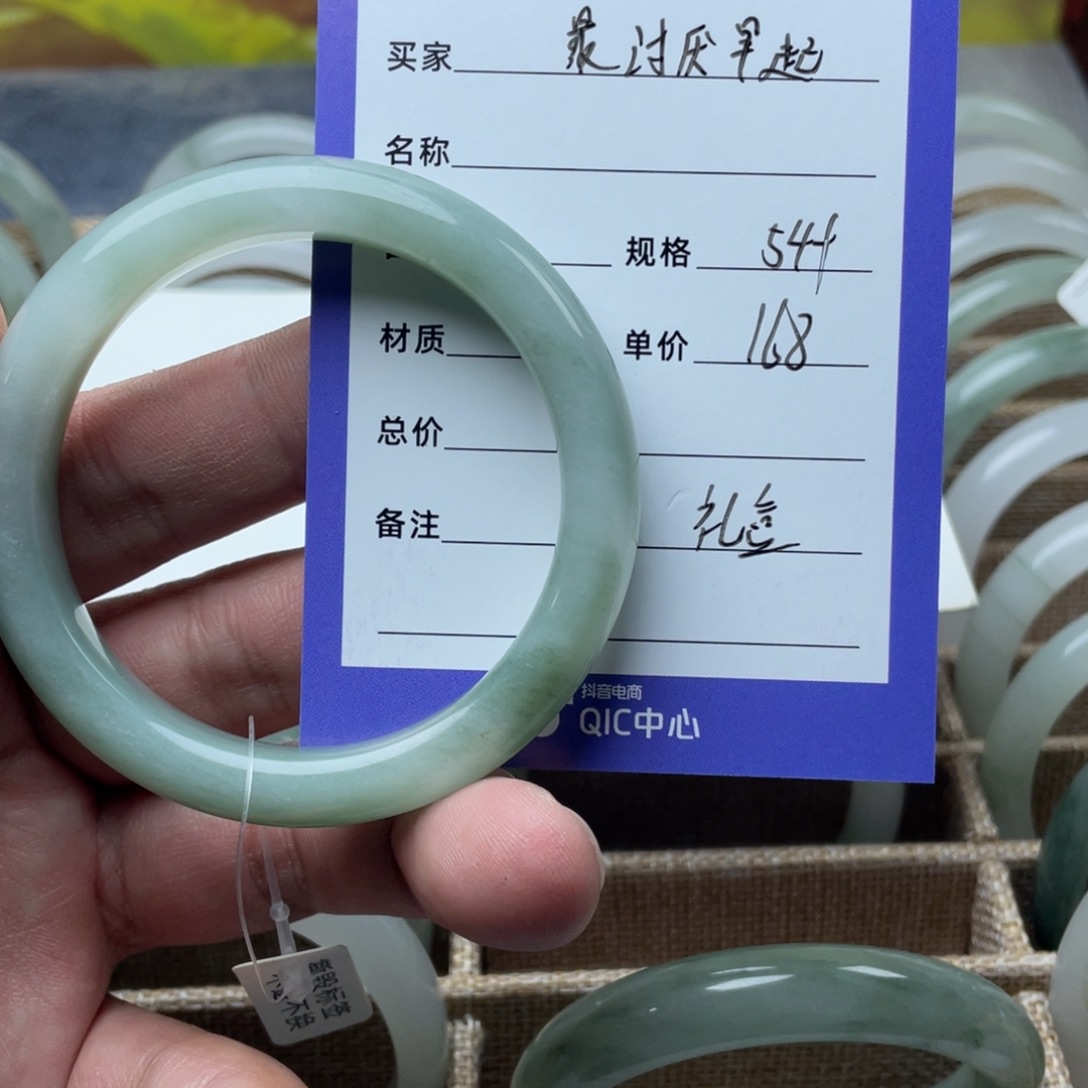 买家 最讨厌早起
名称
规格 54+
材质 单价 168
总价
备注 礼盒
抖音电商
QIC中心